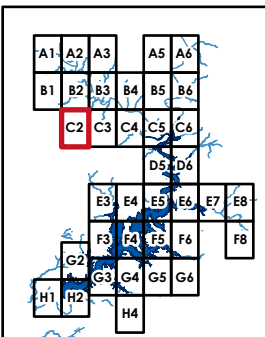 A1 A2 A3 A5 A6
B1 B2 B3 B4 B5 B6
C2 C3 C4 C5 C6
D5 D6
E3 E4 E5 E6 E7 E8
F3 F4 F5 F6 F8
G2 G3 G4 G5 G6
H1 H2
H4